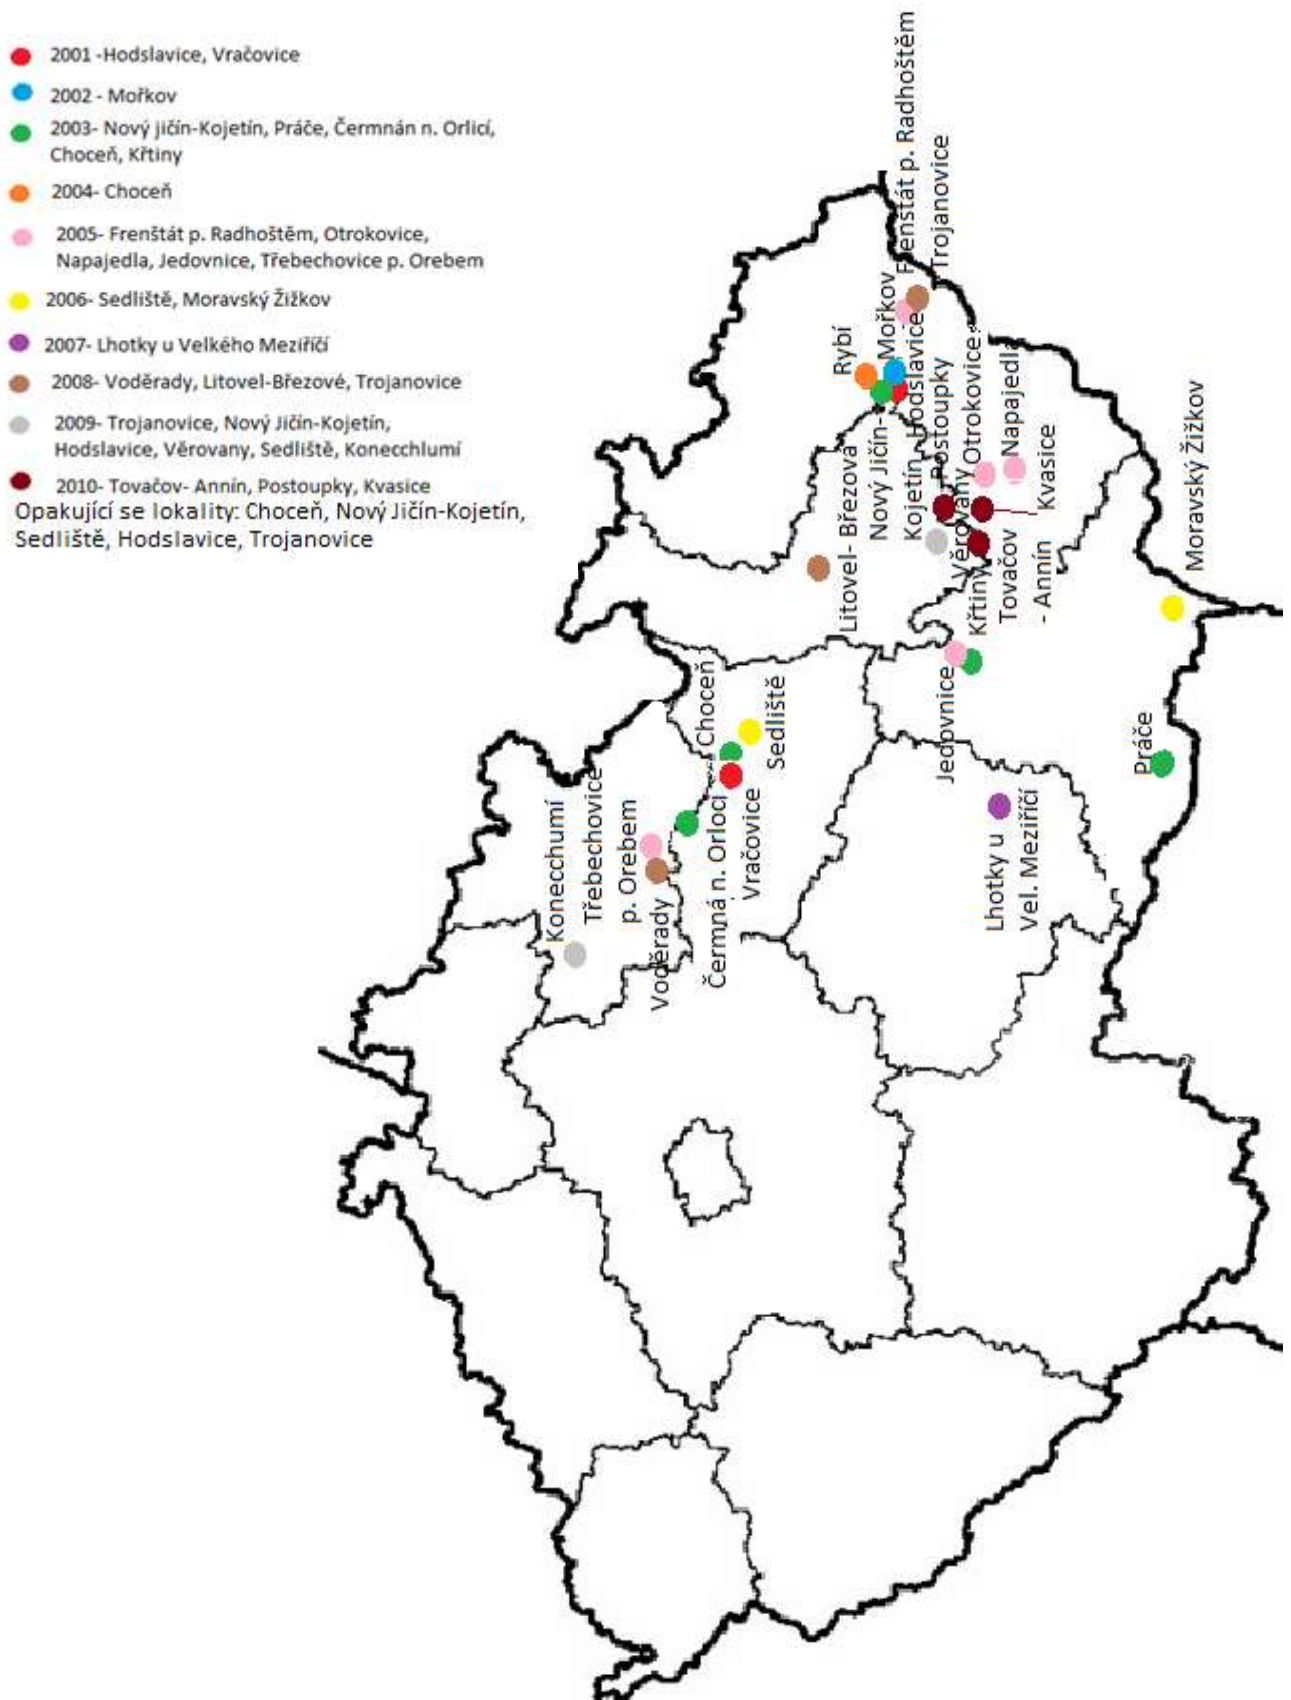 2001 -Hodslavice, Vračovice
2002 - Mořkov
2003- Nový jičín-Kojetín, Práče, Čermnán n. Orlicí,
Choceň, Křtiny
2004- Choceň
2005- Frenštát p. Radhoštěm, Otrokovice,
Napajedla, Jedovnice, Třebechovice p. Orebem
2006- Sedliště, Moravský Žižkov
2007- Lhotky u Velkého Meziříčí
2008- Voděrady, Litovel-Březové, Trojanovice
2009- Trojanovice, Nový Jičín-Kojetín,
Hodslavice, Věrovany, Sedliště, Konecchlumí
2010- Tovačov- Annín, Postoupky, Kvasice
Opakující se lokality: Choceň, Nový Jičín-Kojetín,
Sedliště, Hodslavice, Trojanovice
Konecchumí
Třebechovice
p. Orebem
Voděrady
Čermná n. Orloci
Choceň
Vračovice
Sedliště
Litovel- Březová
Rybí
Nový Jičín-
Kojetín
Mořkov
Hodslavice
Frenštát p. Radhoštěm
Trojanovice
Postoupky
Věrovany
Otrokovice
Napajedla
Kvasice
Tovačov
- Annín
Křtiny
Jedovnice
Lhotky u
Vel. Meziříčí
Práče
Moravský Žižkov